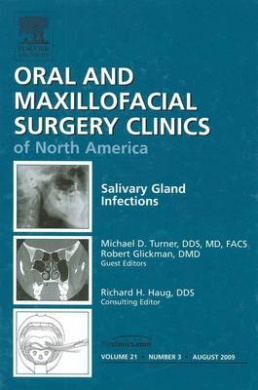 ELSEVIER
SAUNDERS
ORAL AND
MAXILLOFACIAL
SURGERY CLINICS
of North America
Salivary Gland
Infections
Michael D. Turner, DDS, MD, FACS
Robert Glickman, DMD
Guest Editors
Richard H. Haug, DDS
Consulting Editor
VOLUME 21 • NUMBER 3 • AUGUST 2009